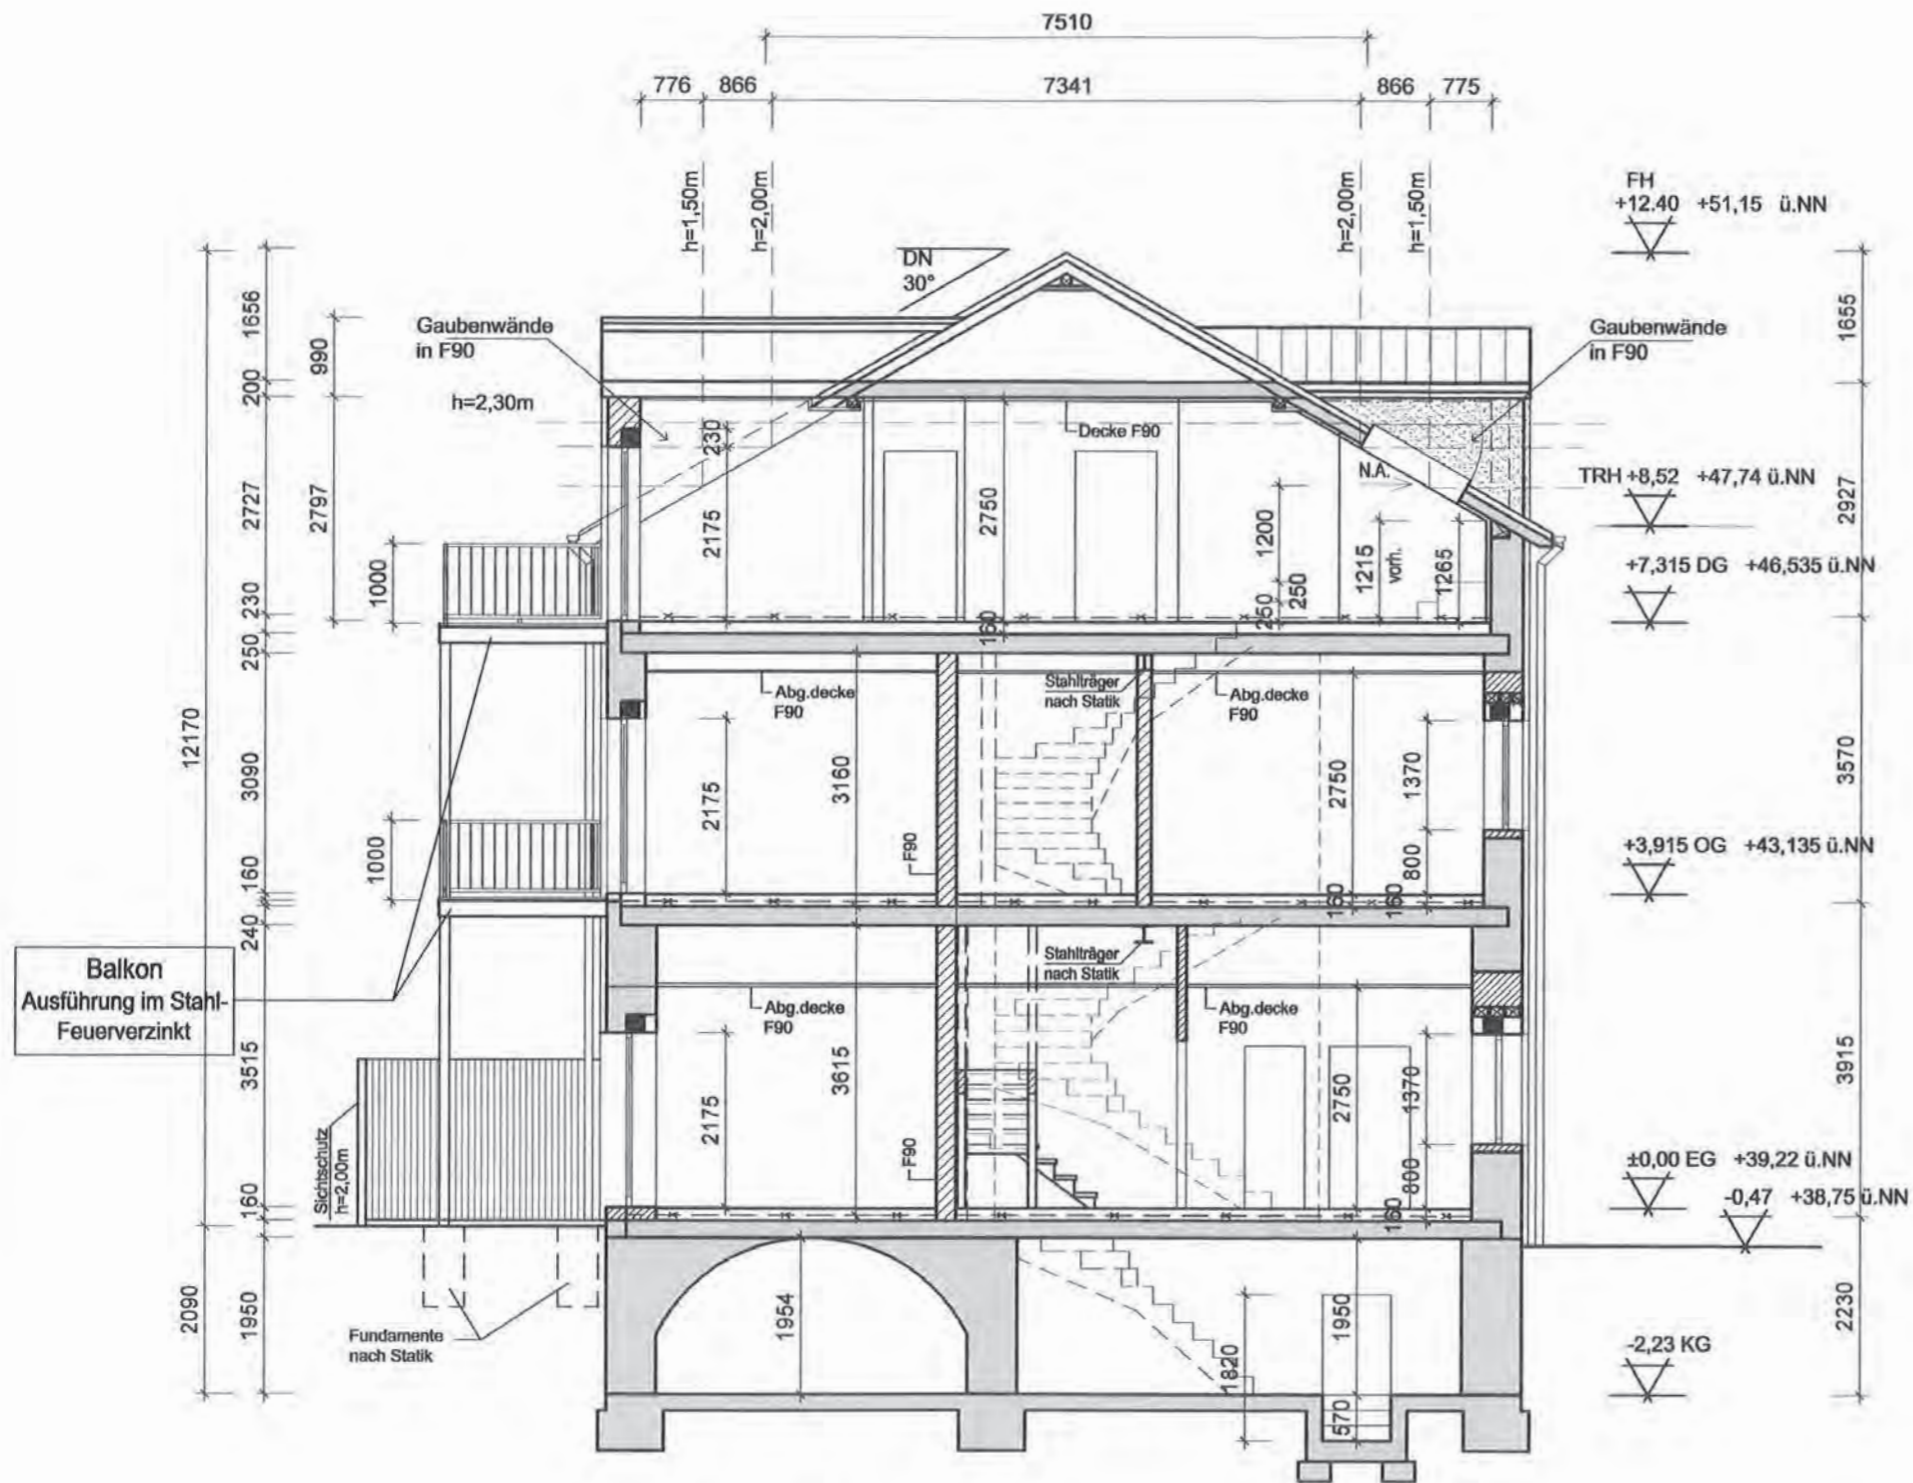 7510
776
866
7341
866
775
h=1,50m
h=2,00m
h=2,00m
h=1,50m
FH
+12.40 +51,15 ü.NN
DN
30°
Gaubenwände
in F90
Gaubenwände
in F90
h=2,30m
Decke F90
N.A.
TRH +8,52 +47,74 ü.NN
+7,315 DG +46,535 ü.NN
1656
990
200
1655
230
2727
2797
2175
2750
1200
1215
vorh.
1265
250
250
2927
1000
230
160
250
Abg.decke
F90
Stahlträger
nach Statik
Abg.decke
F90
12170
3090
2175
3160
2750
1370
3570
1000
F90
800
+3,915 OG +43,135 ü.NN
160
160
160
240
Balkon
Ausführung im Stahl-
Feuerverzinkt
Stahlträger
nach Statik
Abg.decke
F90
Abg.decke
F90
3515
2175
3615
2750
1370
3915
Sichtschutz
h=2,00m
F90
800
±0,00 EG +39,22 ü.NN
-0,47 +38,75 ü.NN
160
160
2090
1950
1954
1950
1820
2230
Fundamente
nach Statik
-2,23 KG
570